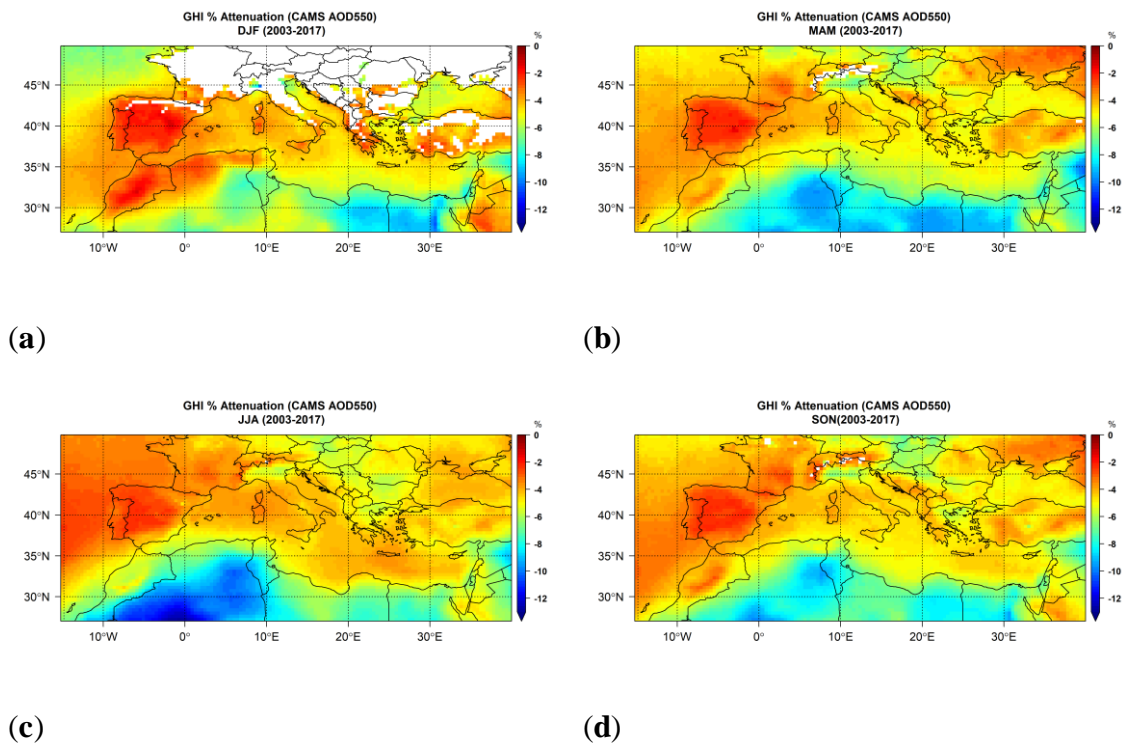 GHI % Attenuation (CAMS AOD550)
DJF (2003-2017)
%
0
-2
-4
-6
-8
-10
-12
45°N
40°N
35°N
30°N
10°W 0° 10°E 20°E 30°E
(a)
GHI % Attenuation (CAMS AOD550)
MAM (2003-2017)
%
0
-2
-4
-6
-8
-10
-12
45°N
40°N
35°N
30°N
10°W 0° 10°E 20°E 30°E
(b)
GHI % Attenuation (CAMS AOD550)
JJA (2003-2017)
%
0
-2
-4
-6
-8
-10
-12
45°N
40°N
35°N
30°N
10°W 0° 10°E 20°E 30°E
(c)
GHI % Attenuation (CAMS AOD550)
SON(2003-2017)
%
0
-2
-4
-6
-8
-10
-12
45°N
40°N
35°N
30°N
10°W 0° 10°E 20°E 30°E
(d)